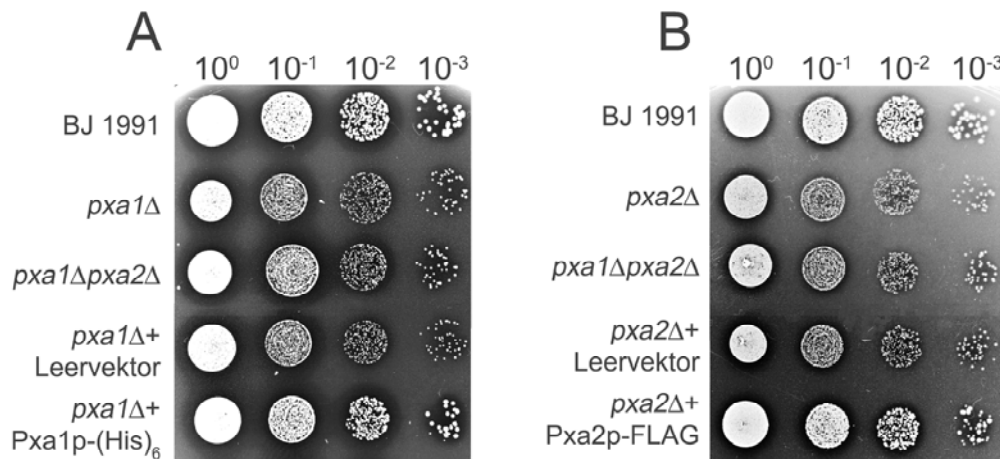 A
10⁰ 10⁻¹ 10⁻² 10⁻³
BJ 1991
pxa1Δ
pxa1Δpxa2Δ
pxa1Δ+
Leervektor
pxa1Δ+
Pxa1p-(His)₆
B
10⁰ 10⁻¹ 10⁻² 10⁻³
BJ 1991
pxa2Δ
pxa1Δpxa2Δ
pxa2Δ+
Leervektor
pxa2Δ+
Pxa2p-FLAG